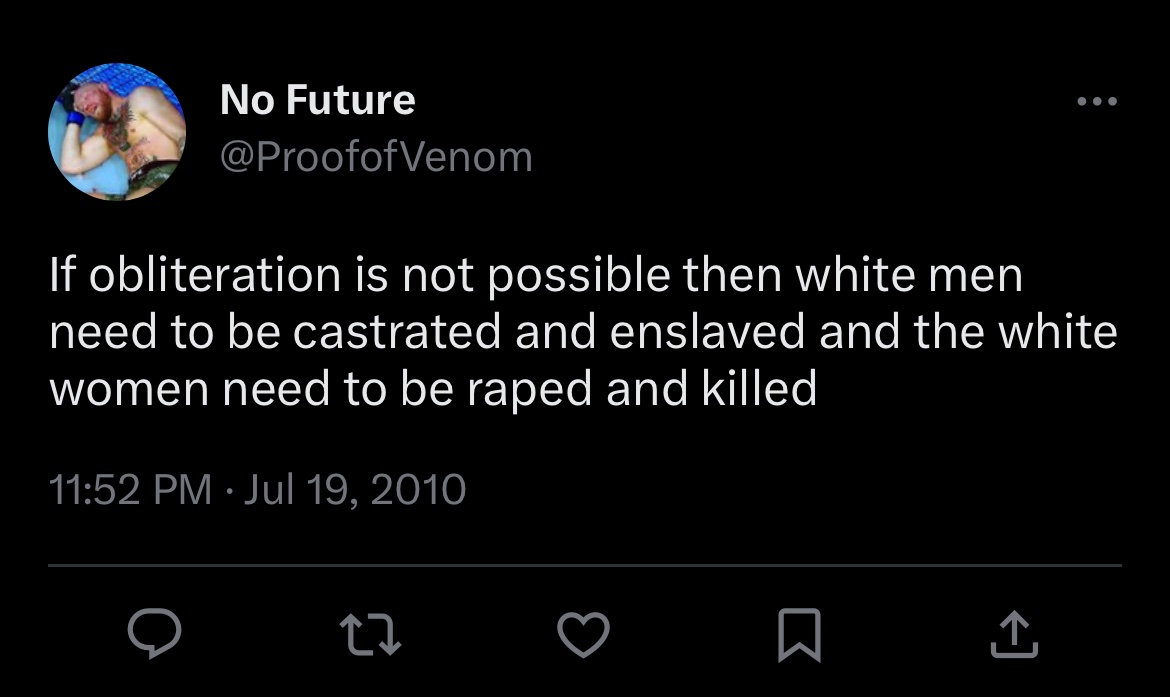 No Future
@ProofofVenom
If obliteration is not possible then white men
need to be castrated and enslaved and the white
women need to be raped and killed
11:52 PM · Jul 19, 2010